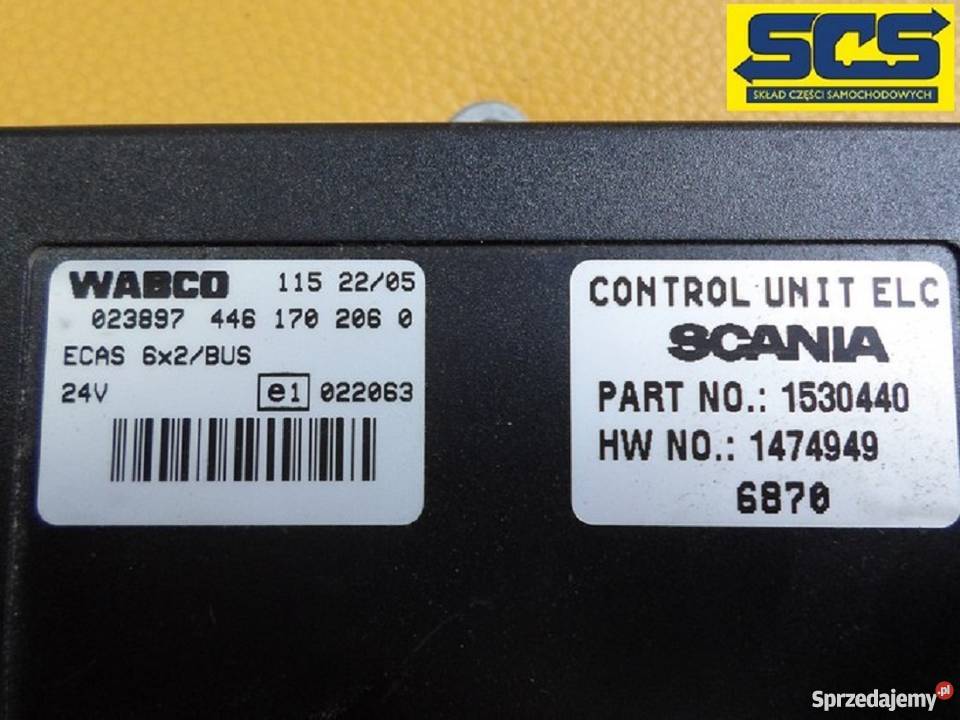 SCS
SKŁAD CZĘŚCI SAMOCHODOWYCH
WABCO 115 22/05
023897 446 170 206 0
ECAS 6x2/BUS
24V e1 022063
CONTROL UNIT ELC
SCANIA
PART NO.: 1530440
HW NO.: 1474949
6870
Sprzedajemy.pl